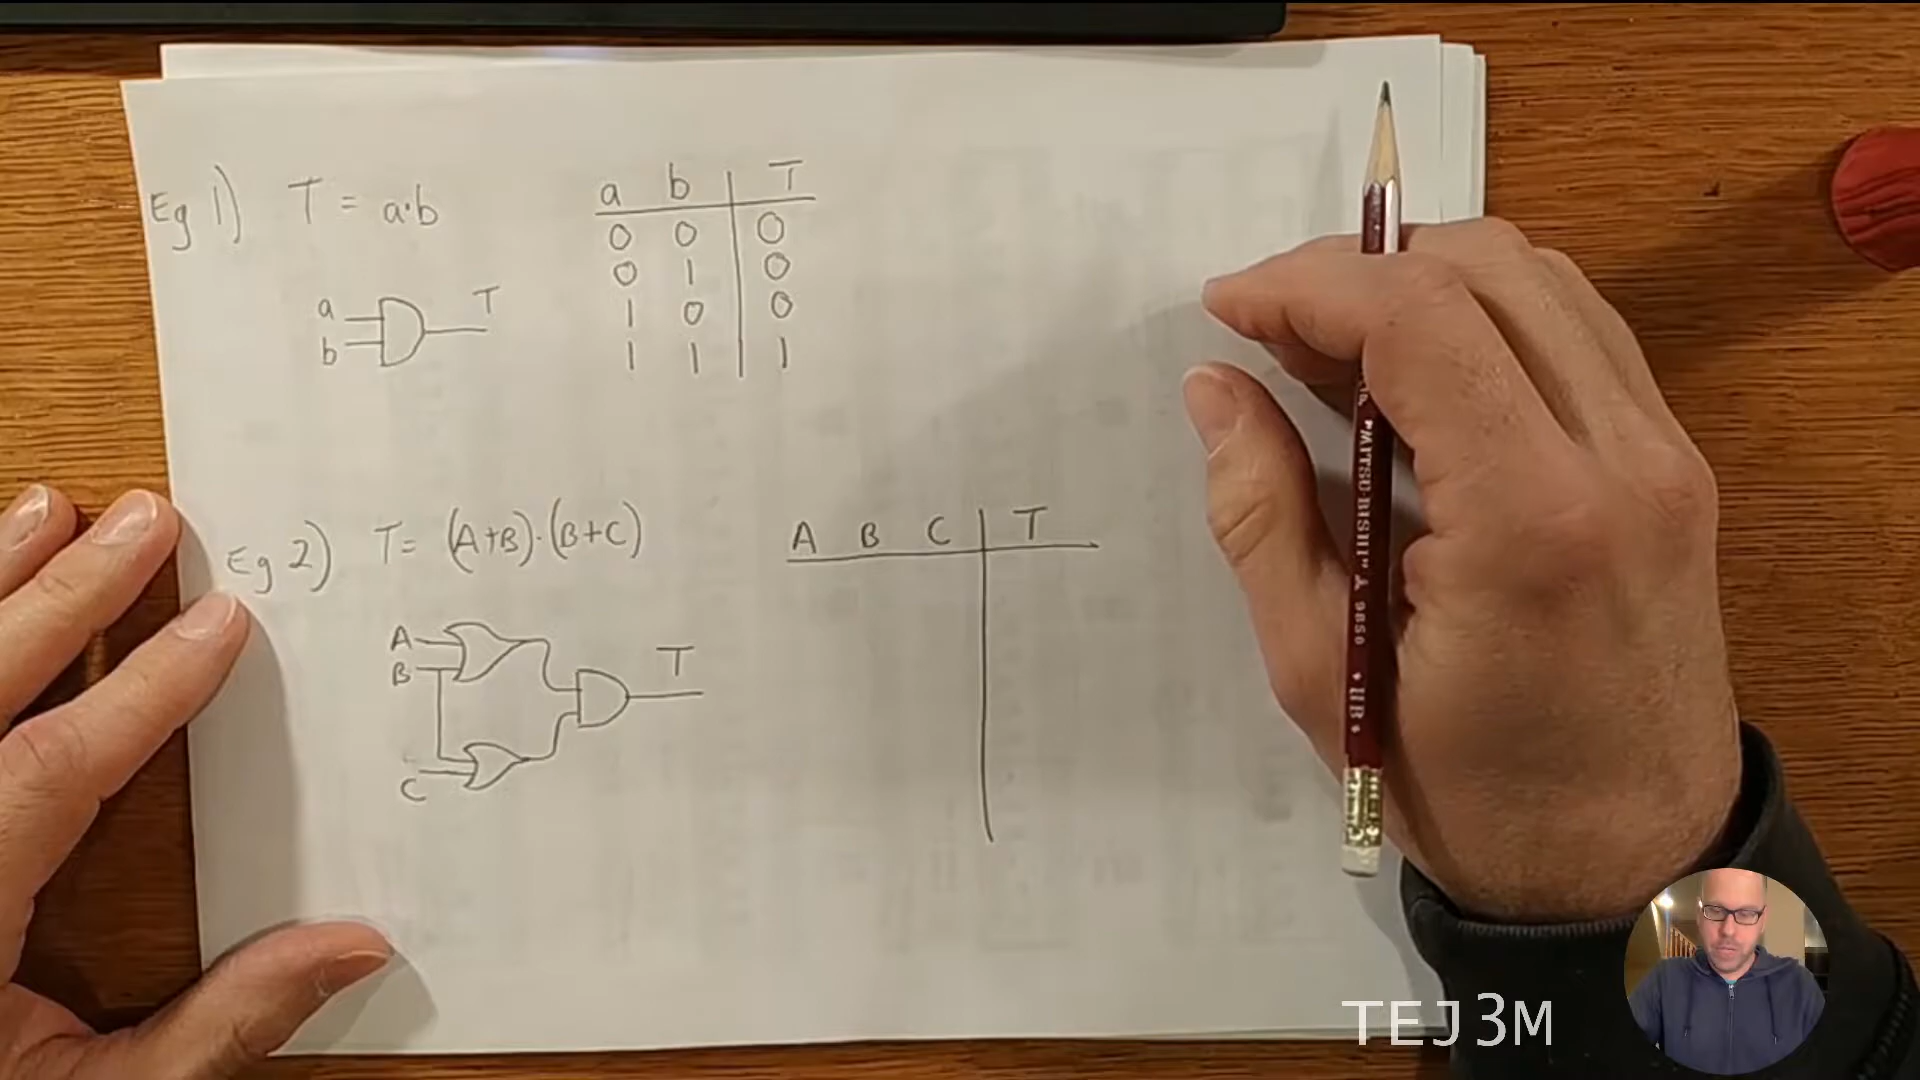 Eg 1) T = a·b
a b T
0 0 0
0 1 0
1 0 0
1 1 1
a
b
T
Eg 2) T= (A+B)·(B+C)
A B C T
A
B
C
T
"MITSU-BISHI" 9850 HB
TEJ3M